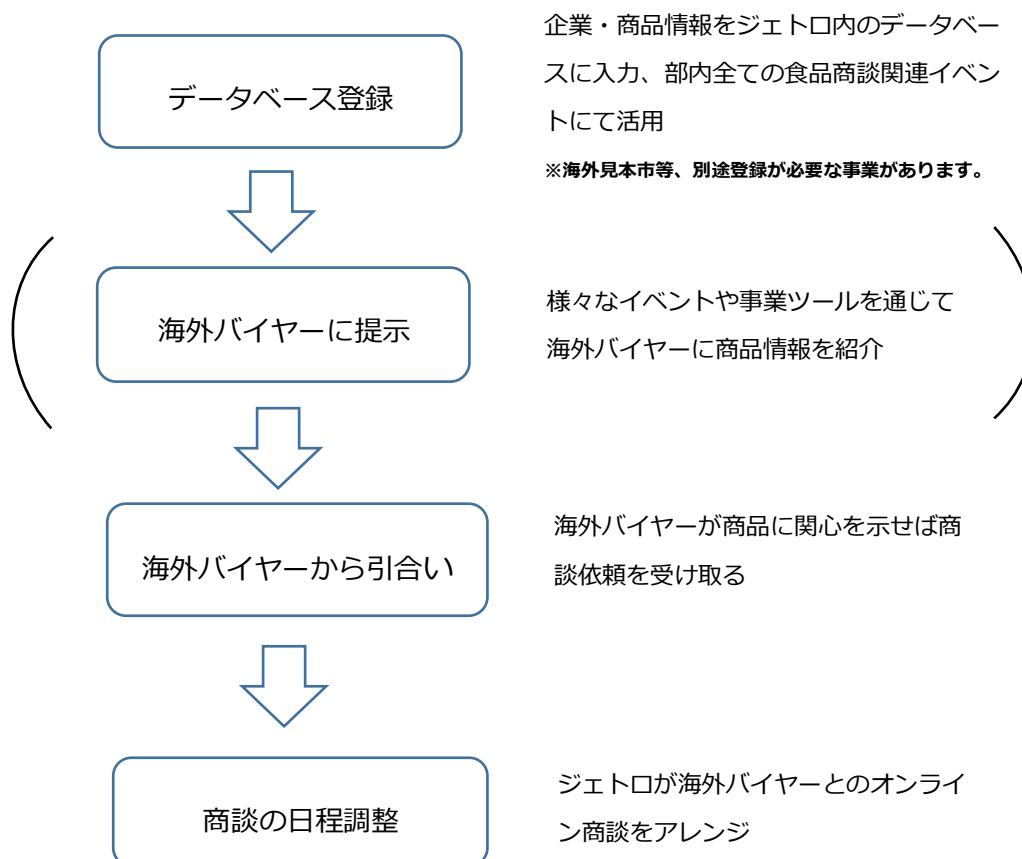 データベース登録
企業・商品情報をジェトロ内のデータベー
スに入力、部内全ての食品商談関連イベン
トにて活用
※海外見本市等、別途登録が必要な事業があります。
海外バイヤーに提示
様々なイベントや事業ツールを通じて
海外バイヤーに商品情報を紹介
海外バイヤーから引合い
海外バイヤーが商品に関心を示せば商
談依頼を受け取る
商談の日程調整
ジェトロが海外バイヤーとのオンライ
ン商談をアレンジ